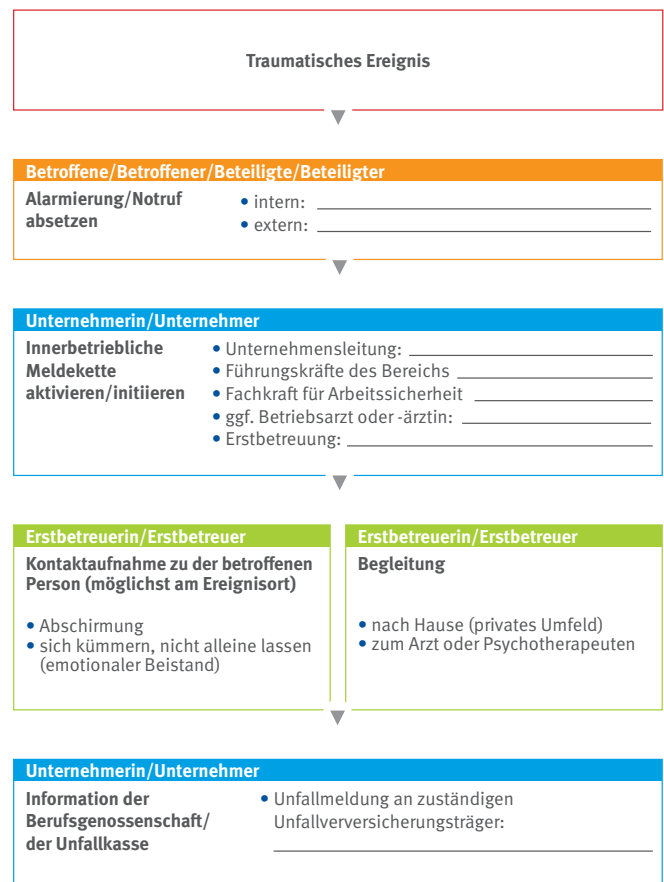 Traumatisches Ereignis
Betroffene/Betroffener/Beteiligte/Beteiligter
Alarmierung/Notruf
absetzen
• intern:
• extern:
Unternehmerin/Unternehmer
Innerbetriebliche
Meldekette
aktivieren/initiieren
• Unternehmensleitung:
• Führungskräfte des Bereichs
• Fachkraft für Arbeitssicherheit
• ggf. Betriebsarzt oder -ärztin:
• Erstbetreuung:
Erstbetreuerin/Erstbetreuer
Kontaktaufnahme zu der betroffenen
Person (möglichst am Ereignisort)
• Abschirmung
• sich kümmern, nicht alleine lassen
(emotionaler Beistand)
Erstbetreuerin/Erstbetreuer
Begleitung
• nach Hause (privates Umfeld)
• zum Arzt oder Psychotherapeuten
Unternehmerin/Unternehmer
Information der
Berufsgenossenschaft/
der Unfallkasse
• Unfallmeldung an zuständigen
Unfallverversicherungsträger: